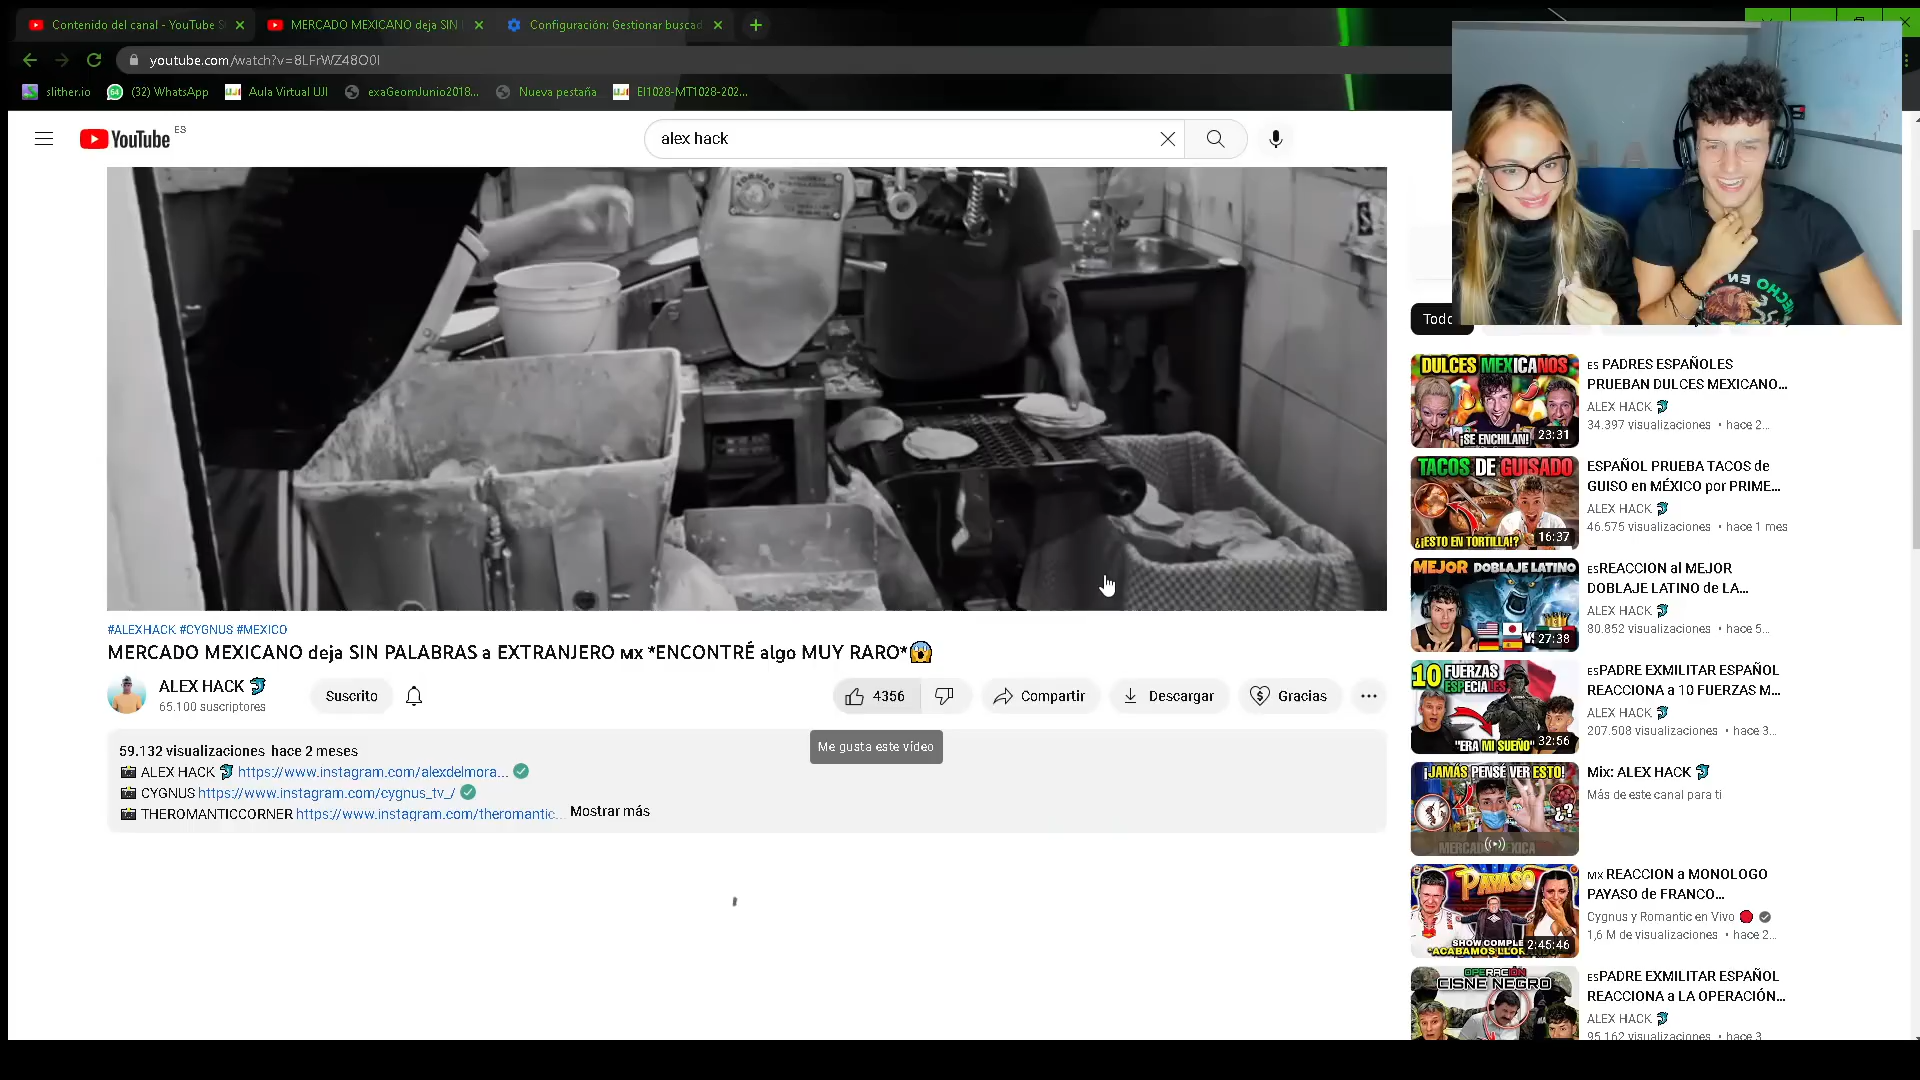 Contenido del canal - YouTube S
MERCADO MEXICANO deja SIN
Configuración: Gestionar buscad
youtube.com/watch?v=8LFrWZ48O0I
slither.io
(32) WhatsApp
Aula Virtual UJI
exaGeomJunio2018...
Nueva pestaña
EI1028-MT1028-202...
YouTube ES
alex hack
Todo
#ALEXHACK #CYGNUS #MEXICO
MERCADO MEXICANO deja SIN PALABRAS a EXTRANJERO MX *ENCONTRÉ algo MUY RARO*😱
ALEX HACK
65.100 suscriptores
Suscrito
4356
Compartir
Descargar
Gracias
Me gusta este vídeo
59.132 visualizaciones hace 2 meses
ALEX HACK https://www.instagram.com/alexdelmora...
CYGNUS https://www.instagram.com/cygnus_tv_/
THEROMANTICCORNER https://www.instagram.com/theromantic...
Mostrar más
DULCES MEXICANOS
¡SE ENCHILAN!
23:31
ES PADRES ESPAÑOLES
PRUEBAN DULCES MEXICANO...
ALEX HACK
34.397 visualizaciones • hace 2...
TACOS DE GUISADO
¿¡ESTO EN TORTILLA!?
16:37
ESPAÑOL PRUEBA TACOS de
GUISO en MÉXICO por PRIME...
ALEX HACK
46.575 visualizaciones • hace 1 mes
MEJOR DOBLAJE LATINO
27:38
ES REACCION al MEJOR
DOBLAJE LATINO de LA...
ALEX HACK
80.852 visualizaciones • hace 5...
10 FUERZAS
ESPECIALES
"ERA MI SUEÑO"
32:56
ES PADRE EXMILITAR ESPAÑOL
REACCIONA a 10 FUERZAS M...
ALEX HACK
207.508 visualizaciones • hace 3...
¡JAMÁS PENSÉ VER ESTO!
¿?
MERCADO MEXICA
Mix: ALEX HACK
Más de este canal para ti
PAYASO
SHOW COMPLE
2:45:46
MX REACCION a MONOLOGO
PAYASO de FRANCO...
Cygnus y Romantic en Vivo
1,6 M de visualizaciones • hace 2...
OPERACIÓN
CISNE NEGRO
ES PADRE EXMILITAR ESPAÑOL
REACCIONA a LA OPERACIÓN...
ALEX HACK
95.162 visualizaciones • hace 3